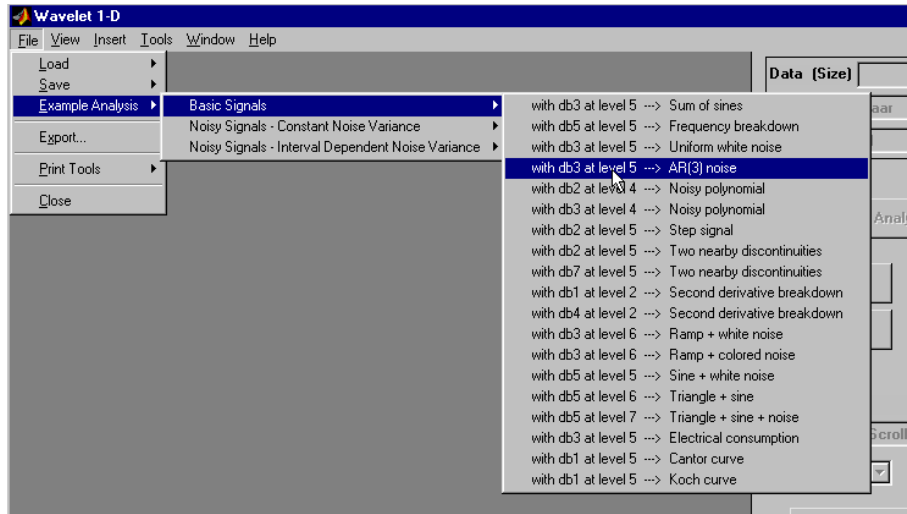 Wavelet 1-D
File View Insert Tools Window Help
Load
Save
Example Analysis
Export...
Print Tools
Close
Basic Signals
Noisy Signals - Constant Noise Variance
Noisy Signals - Interval Dependent Noise Variance
with db3 at level 5 ---> Sum of sines
with db5 at level 5 ---> Frequency breakdown
with db3 at level 5 ---> Uniform white noise
with db3 at level 5 ---> AR(3) noise
with db2 at level 4 ---> Noisy polynomial
with db3 at level 4 ---> Noisy polynomial
with db2 at level 5 ---> Step signal
with db2 at level 5 ---> Two nearby discontinuities
with db7 at level 5 ---> Two nearby discontinuities
with db1 at level 2 ---> Second derivative breakdown
with db4 at level 2 ---> Second derivative breakdown
with db3 at level 6 ---> Ramp + white noise
with db3 at level 6 ---> Ramp + colored noise
with db5 at level 5 ---> Sine + white noise
with db5 at level 6 ---> Triangle + sine
with db5 at level 7 ---> Triangle + sine + noise
with db3 at level 5 ---> Electrical consumption
with db1 at level 5 ---> Cantor curve
with db1 at level 5 ---> Koch curve
Data (Size)
aar
Analy
Scroll